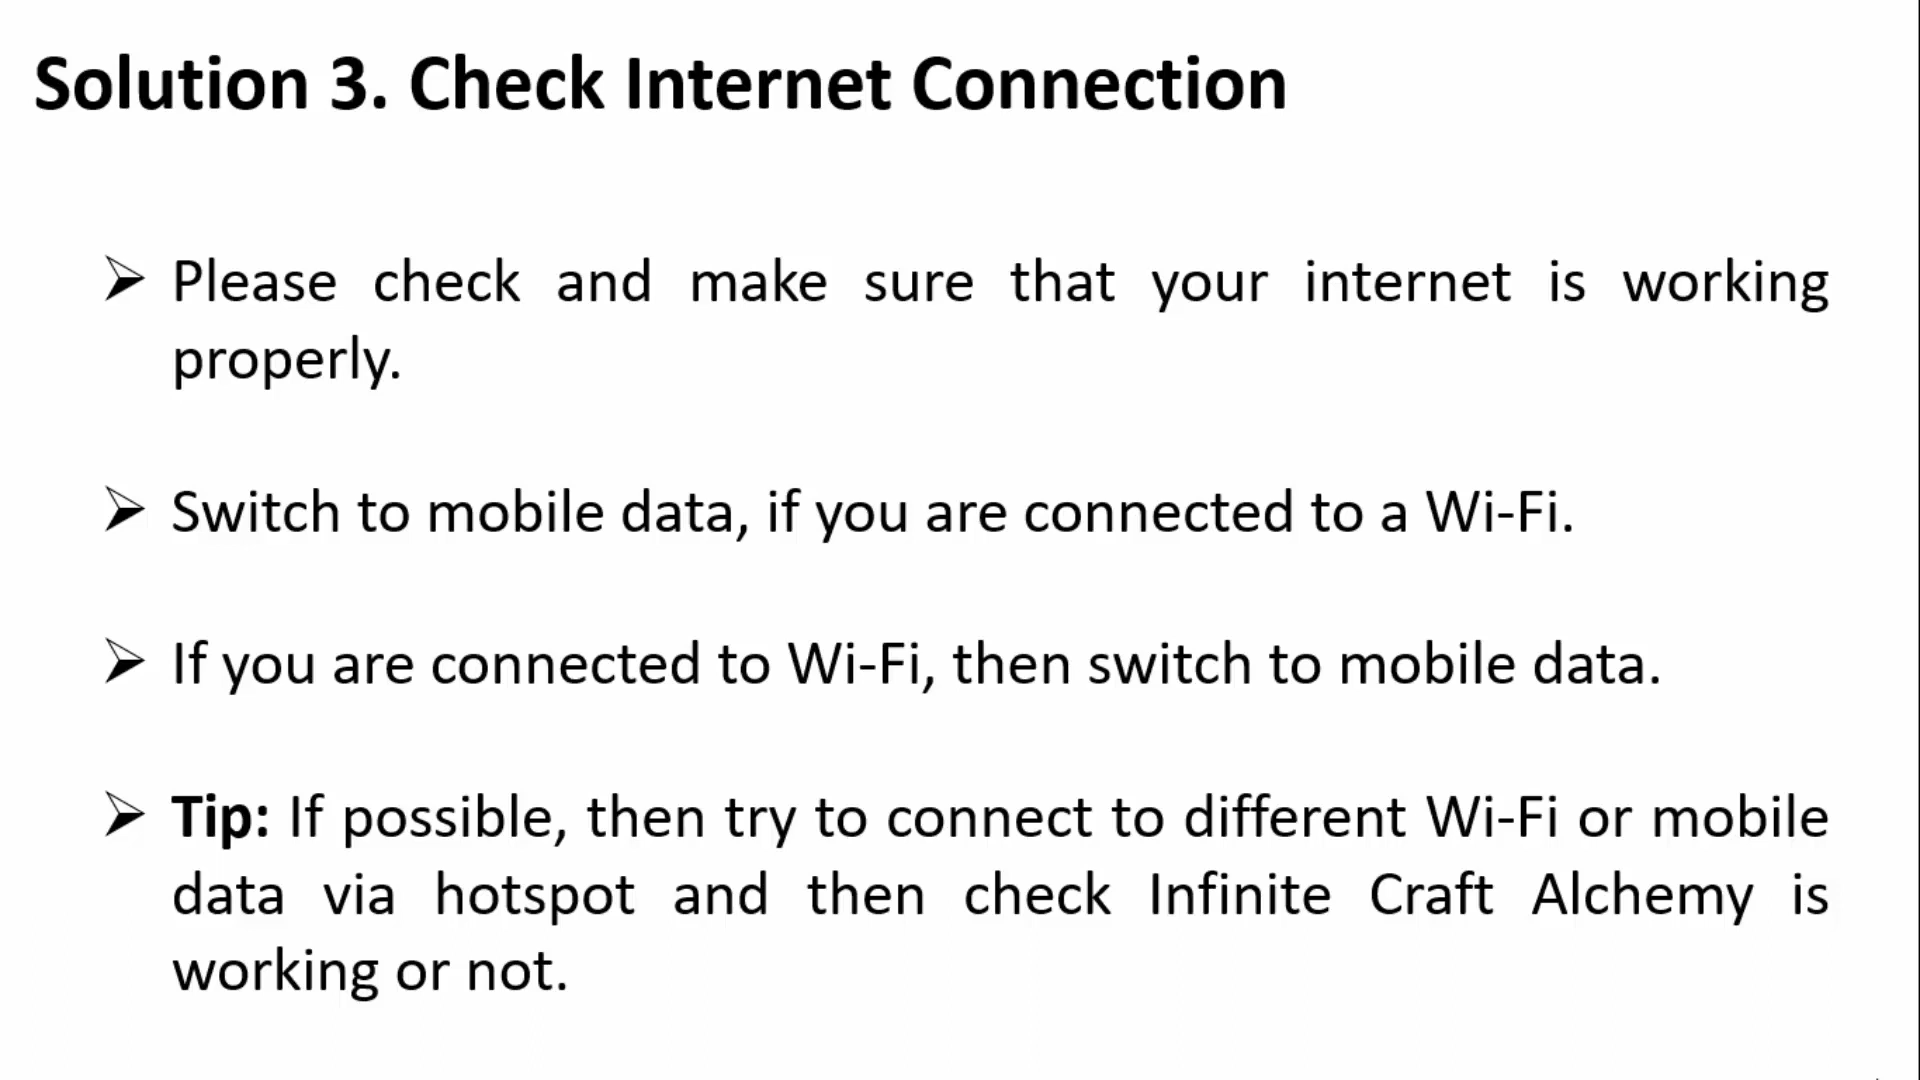 Solution 3. Check Internet Connection
➢ Please check and make sure that your internet is working
properly.
➢ Switch to mobile data, if you are connected to a Wi-Fi.
➢ If you are connected to Wi-Fi, then switch to mobile data.
➢ Tip: If possible, then try to connect to different Wi-Fi or mobile
data via hotspot and then check Infinite Craft Alchemy is
working or not.